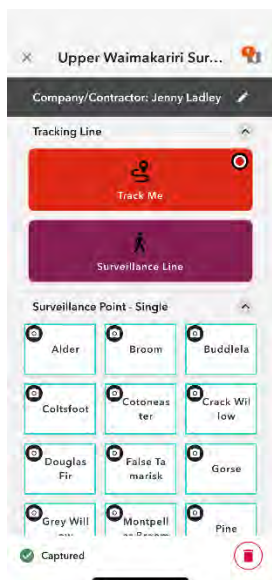 Upper Waimakariri Sur...
Company/Contractor: Jenny Ladley
Tracking Line
Track Me
Surveillance Line
Surveillance Point - Single
Alder
Broom
Buddlela
Coltsfoot
Cotoneas
ter
Crack Wil
low
Douglas
Fir
False Ta
marisk
Gorse
Grey Will
Montpell
Pine
Captured